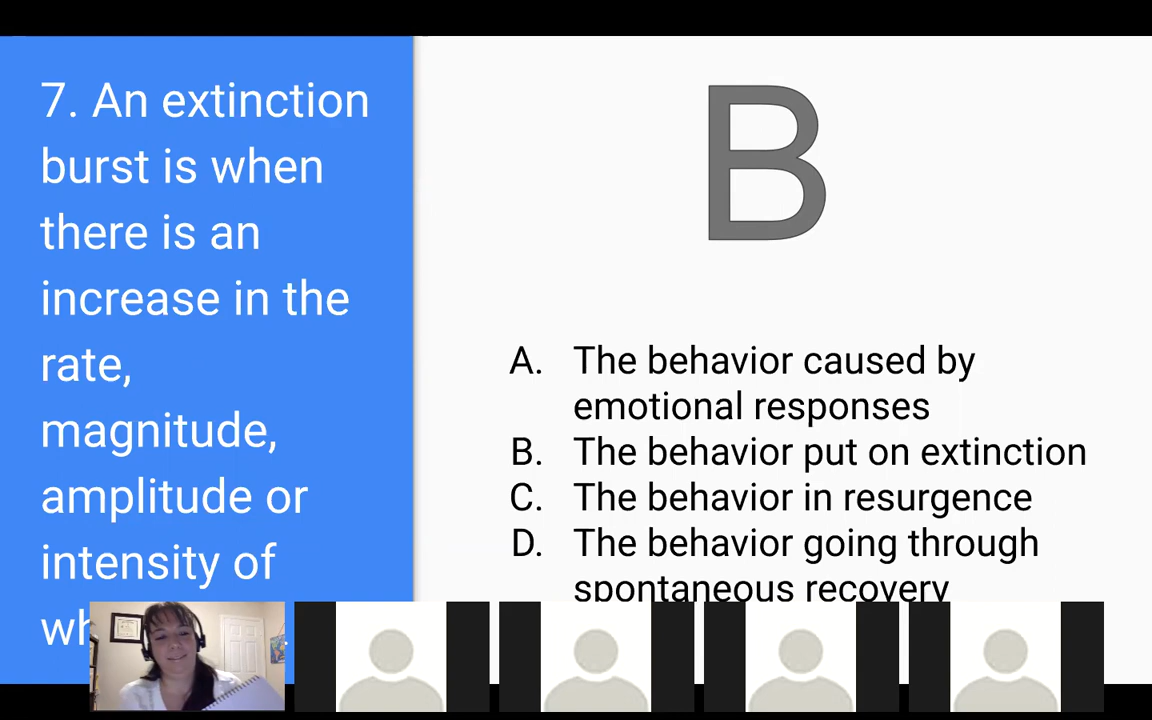 7. An extinction
burst is when
there is an
increase in the
rate,
magnitude,
amplitude or
intensity of
B
A. The behavior caused by
emotional responses
B. The behavior put on extinction
C. The behavior in resurgence
D. The behavior going through
spontaneous recovery